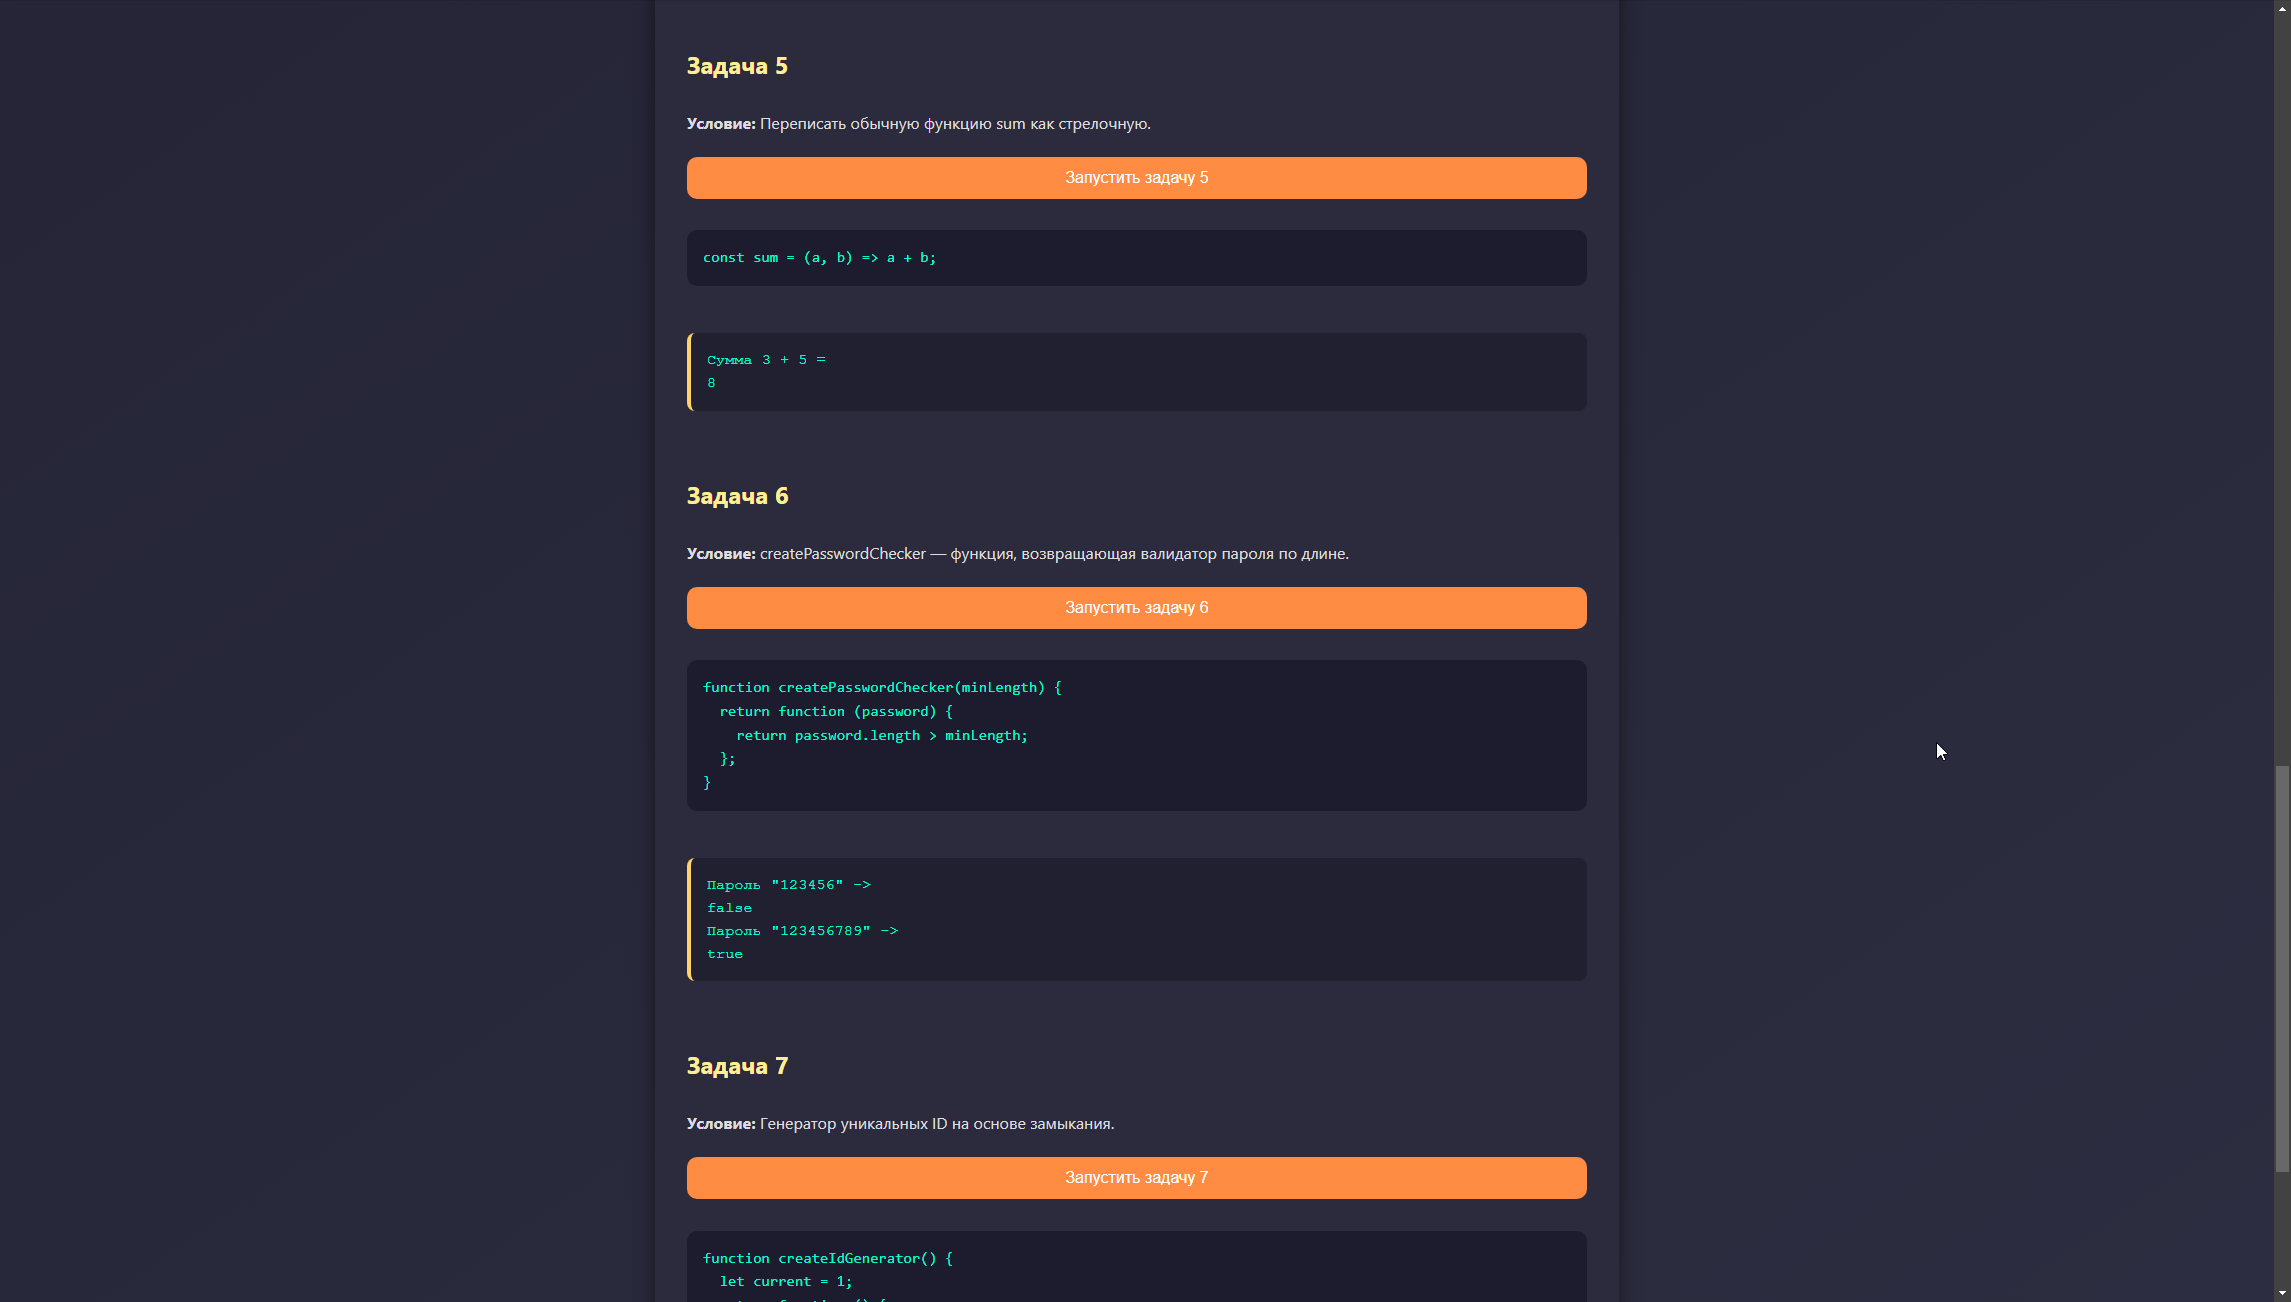 Задача 5
Условие: Переписать обычную функцию sum как стрелочную.
Запустить задачу 5
const sum = (a, b) => a + b;
Сумма 3 + 5 =
8
Задача 6
Условие: createPasswordChecker — функция, возвращающая валидатор пароля по длине.
Запустить задачу 6
function createPasswordChecker(minLength) {
  return function (password) {
    return password.length > minLength;
  };
}
Пароль "123456" ->
false
Пароль "123456789" ->
true
Задача 7
Условие: Генератор уникальных ID на основе замыкания.
Запустить задачу 7
function createIdGenerator() {
  let current = 1;